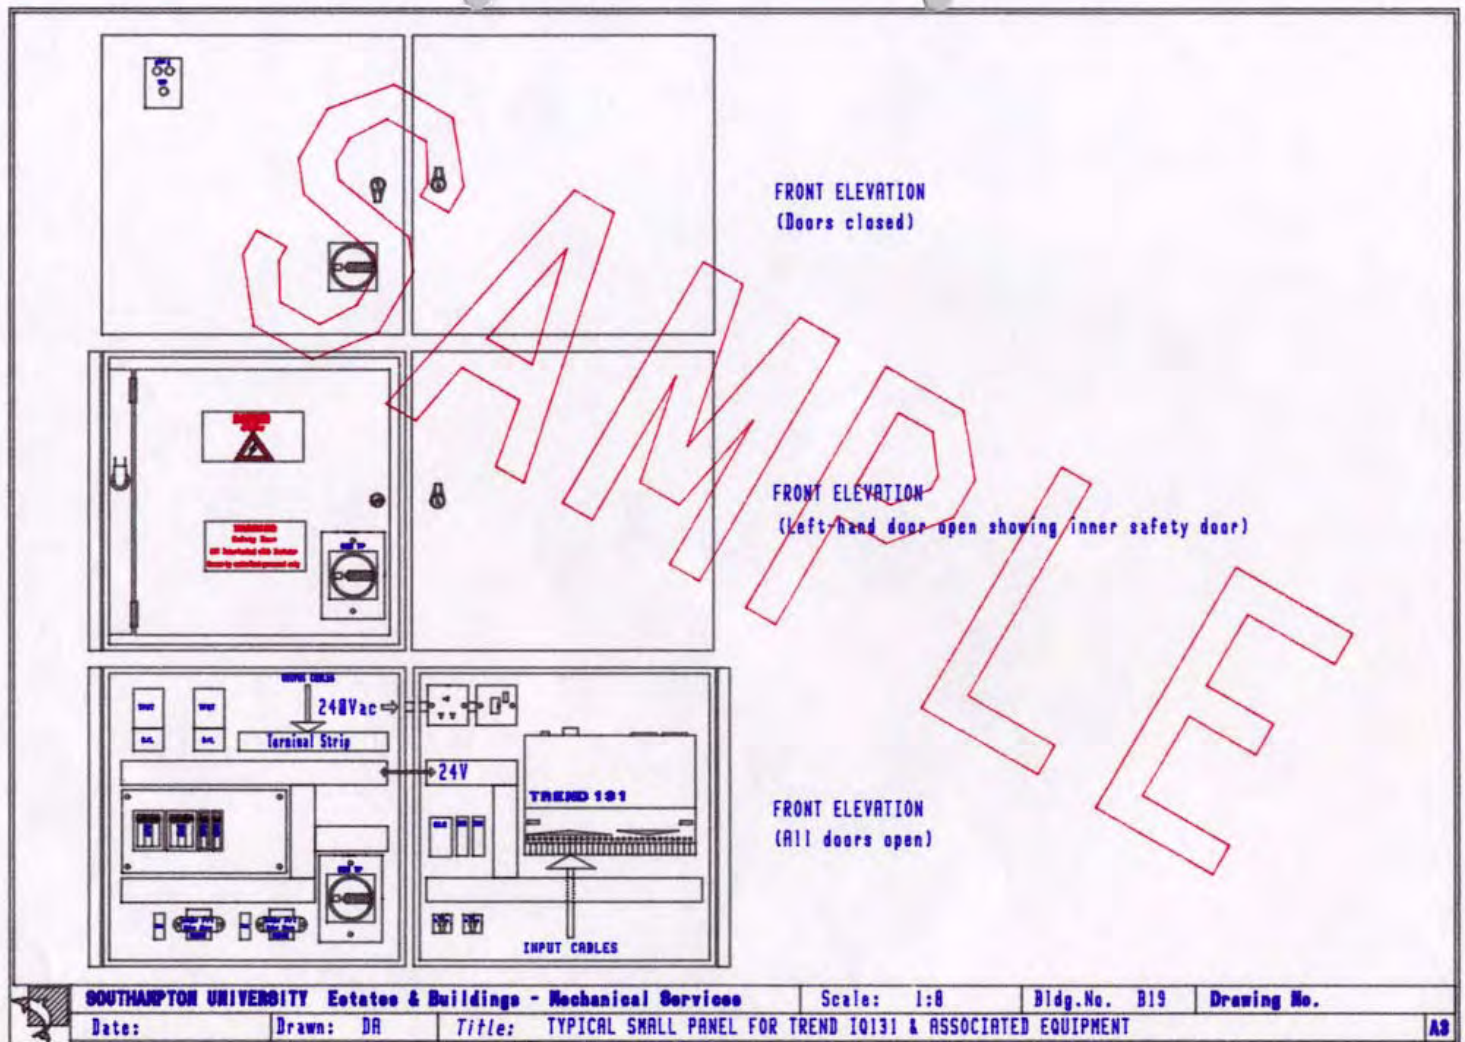 SAMPLE
FRONT ELEVATION
(Doors closed)
DANGER
FRONT ELEVATION
(Left hand door open showing inner safety door)
WARNING
240Vac
Terminal Strip
24V
TREND 131
FRONT ELEVATION
(All doors open)
INPUT CABLES
SOUTHAMPTON UNIVERSITY Estates & Buildings - Mechanical Services
Scale: 1:8
Bldg.No. B19
Drawing No.
Date:
Drawn: DA
Title: TYPICAL SMALL PANEL FOR TREND IQ131 & ASSOCIATED EQUIPMENT
A3